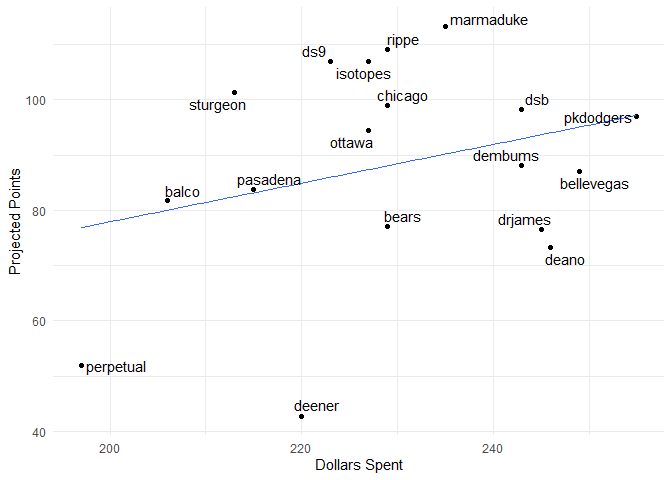 marmaduke
rippe
ds9
isotopes
chicago
dsb
sturgeon
pkdodgers
ottawa
dembums
pasadena
bellevegas
balco
bears
drjames
deano
perpetual
deener
100
80
60
40
200
220
240
Dollars Spent
Projected Points